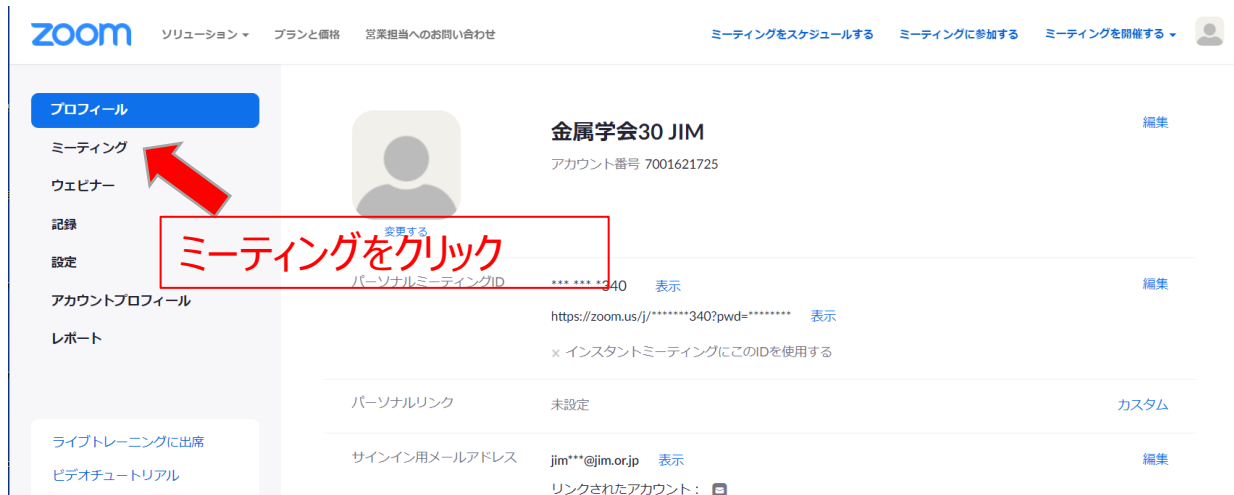 zoom ソリューション プランと価格 営業担当へのお問い合わせ ミーティングをスケジュールする ミーティングに参加する ミーティングを開催する
プロフィール
ミーティング
ウェビナー
記録
設定
アカウントプロフィール
レポート
ライブトレーニングに出席
ビデオチュートリアル
金属学会30 JIM 編集
アカウント番号 7001621725
変更する
ミーティングをクリック
パーソナルミーティングID *** *** *340 表示 編集
https://zoom.us/j/*******340?pwd=******** 表示
× インスタントミーティングにこのIDを使用する
パーソナルリンク 未設定 カスタム
サインイン用メールアドレス jim***@jim.or.jp 表示 編集
リンクされたアカウント：